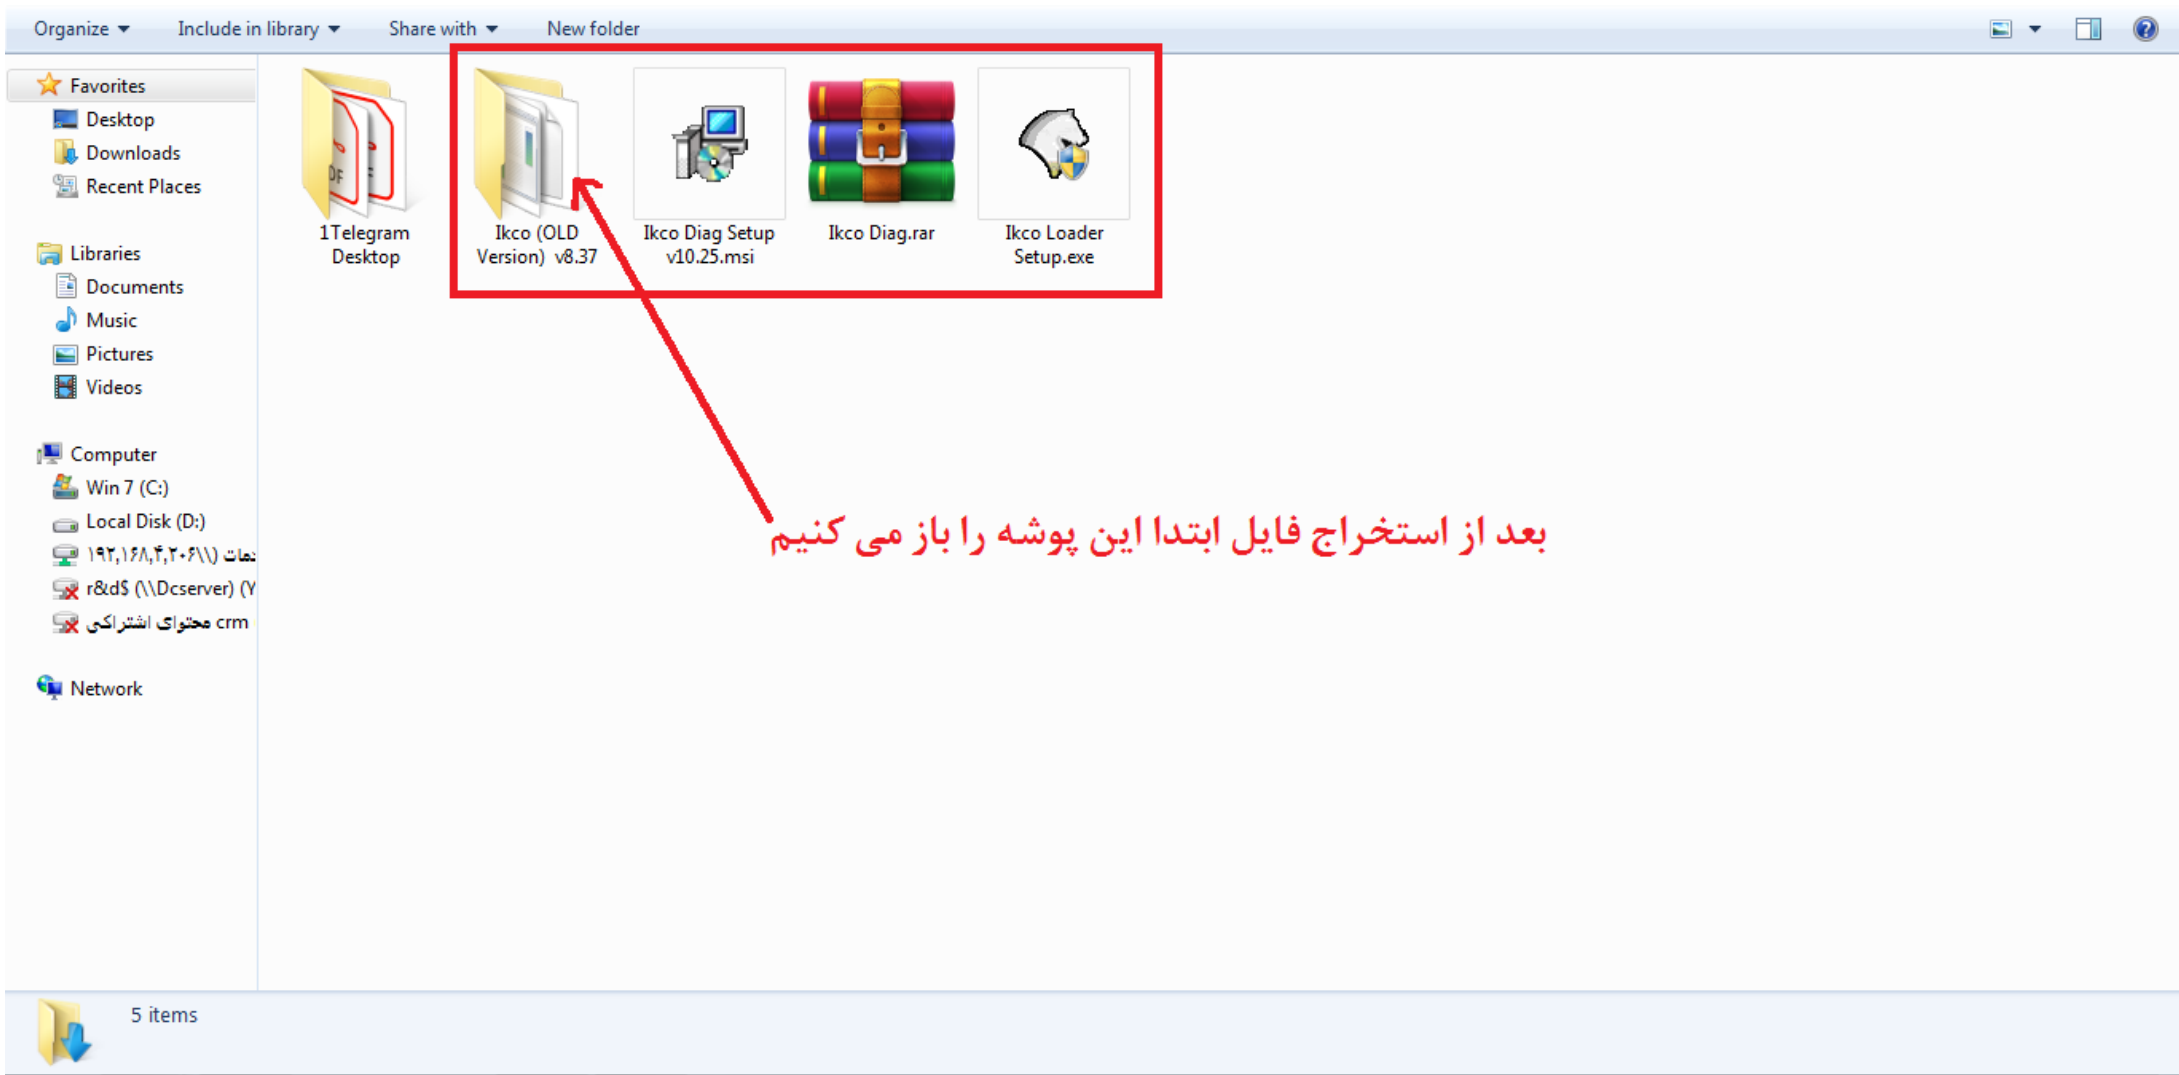 Organize
Include in library
Share with
New folder
Favorites
Desktop
Downloads
Recent Places
Libraries
Documents
Music
Pictures
Videos
Computer
Win 7 (C:)
Local Disk (D:)
(\\۱۹۲,۱۶۸,۴,۲۰۶
r&d$ (\\Dcserver) (Y
crm محتوای اشتراکی
Network
1Telegram
Desktop
Ikco (OLD
Version) v8.37
Ikco Diag Setup
v10.25.msi
Ikco Diag.rar
Ikco Loader
Setup.exe
بعد از استخراج فایل ابتدا این پوشه را باز می کنیم
5 items